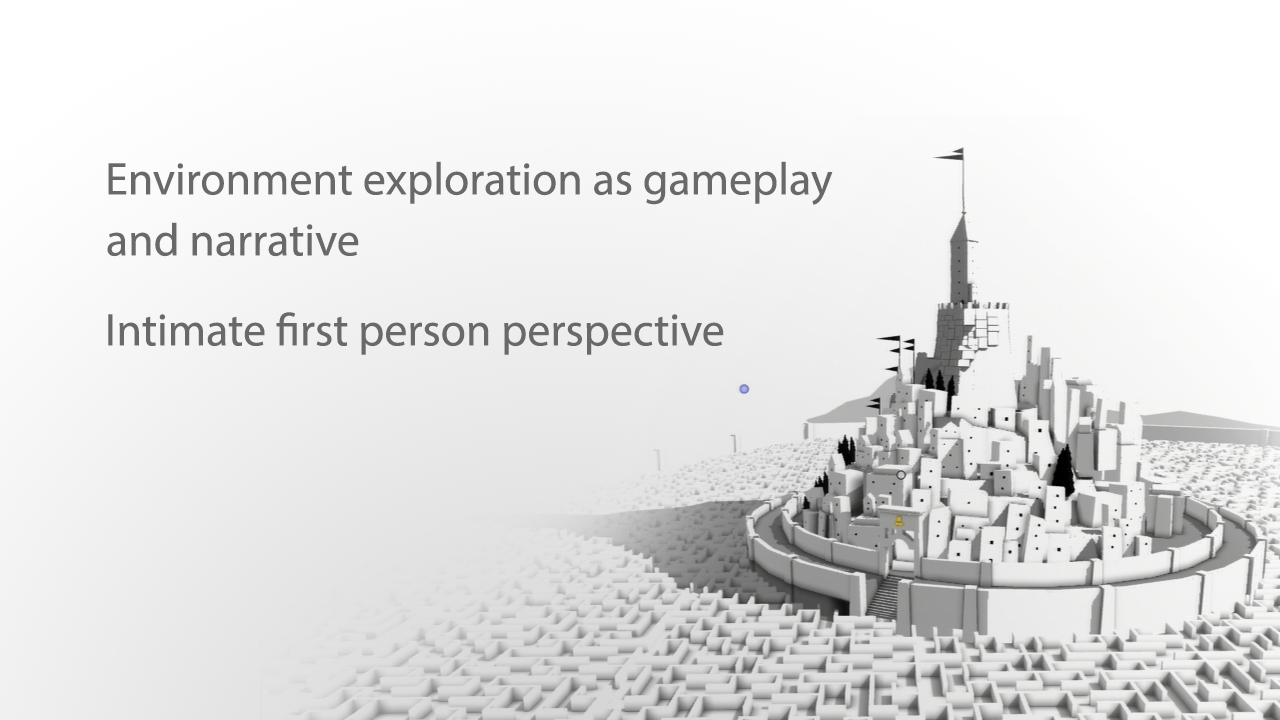 Environment exploration as gameplay
and narrative
Intimate first person perspective